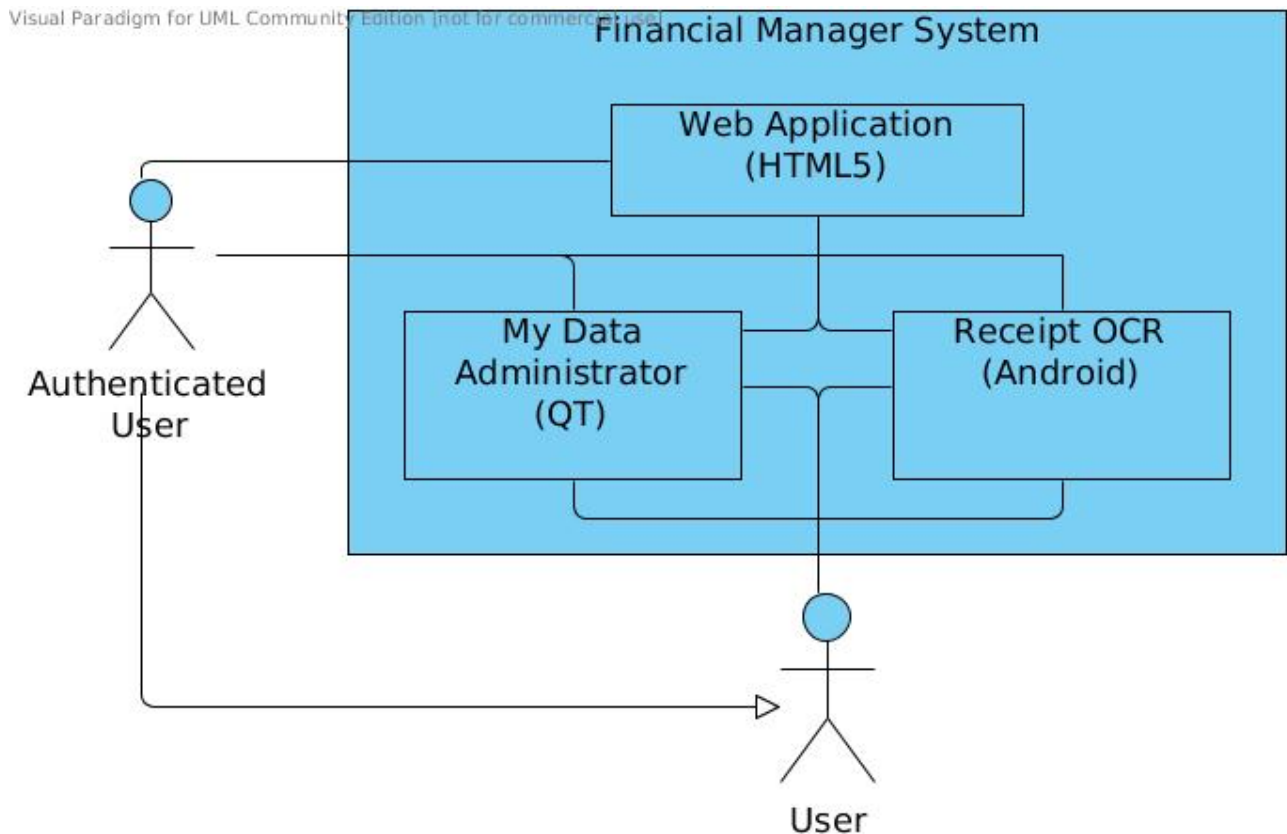 Visual Paradigm for UML Community Edition [not for commercial use]
Financial Manager System
Web Application
(HTML5)
My Data
Administrator
(QT)
Receipt OCR
(Android)
Authenticated
User
User